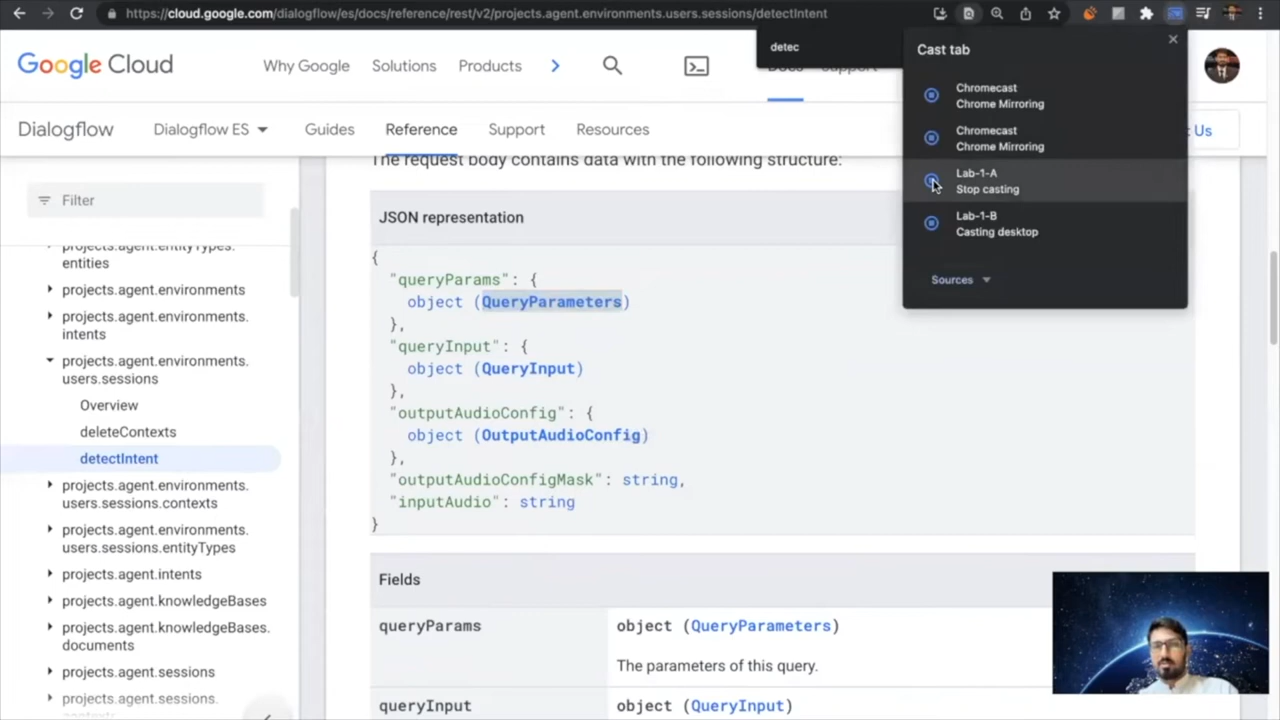 https://cloud.google.com/dialogflow/es/docs/reference/rest/v2/projects.agent.environments.users.sessions/detectIntent
detec
Google Cloud
Why Google
Solutions
Products
Docs
Support
Cast tab
Chromecast
Chrome Mirroring
Chromecast
Chrome Mirroring
Lab-1-A
Stop casting
Lab-1-B
Casting desktop
Sources
Dialogflow
Dialogflow ES
Guides
Reference
Support
Resources
Us
Filter
projects.agent.entityTypes.
entities
projects.agent.environments
projects.agent.environments.
intents
projects.agent.environments.
users.sessions
Overview
deleteContexts
detectIntent
projects.agent.environments.
users.sessions.contexts
projects.agent.environments.
users.sessions.entityTypes
projects.agent.intents
projects.agent.knowledgeBases
projects.agent.knowledgeBases.
documents
projects.agent.sessions
projects.agent.sessions.
The request body contains data with the following structure:
JSON representation
{
"queryParams": {
object (QueryParameters)
},
"queryInput": {
object (QueryInput)
},
"outputAudioConfig": {
object (OutputAudioConfig)
},
"outputAudioConfigMask": string,
"inputAudio": string
}
Fields
queryParams
object (QueryParameters)
The parameters of this query.
queryInput
object (QueryInput)